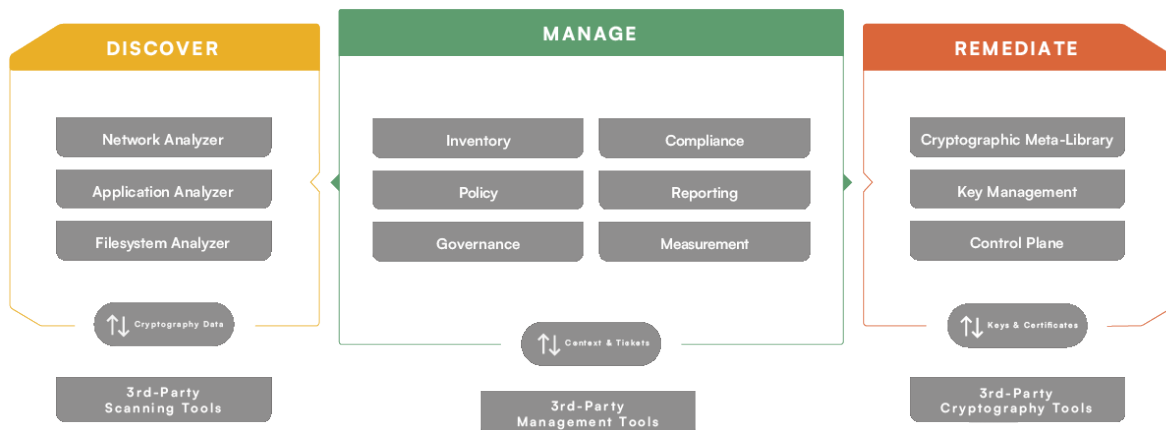 DISCOVER
Network Analyzer
Application Analyzer
Filesystem Analyzer
Cryptography Data
3rd-Party
Scanning Tools
MANAGE
Inventory
Compliance
Policy
Reporting
Governance
Measurement
Context & Tickets
3rd-Party
Management Tools
REMEDIATE
Cryptographic Meta-Library
Key Management
Control Plane
Keys & Certificates
3rd-Party
Cryptography Tools